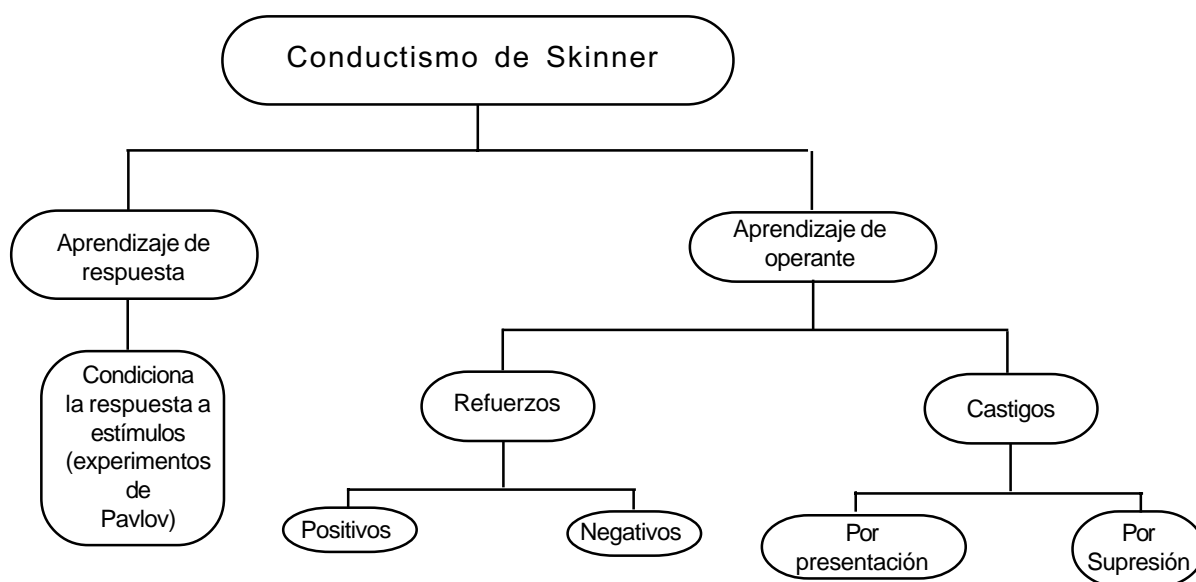 Conductismo de Skinner
Aprendizaje de
respuesta
Aprendizaje de
operante
Condiciona
la respuesta a
estímulos
(experimentos
de
Pavlov)
Refuerzos
Castigos
Positivos
Negativos
Por
presentación
Por
Supresión